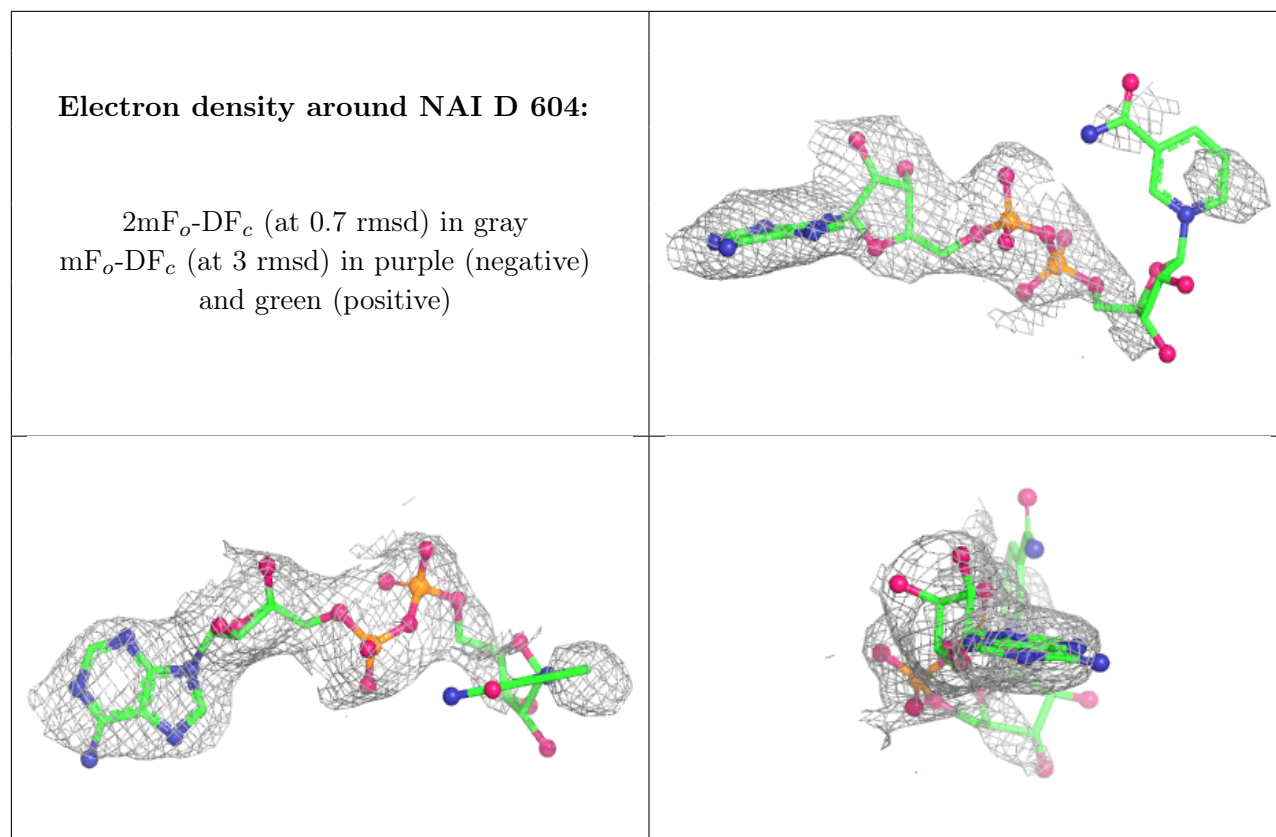 Electron density around NAI D 604:
2mFₒ-DF𝒸 (at 0.7 rmsd) in gray
mFₒ-DF𝒸 (at 3 rmsd) in purple (negative)
and green (positive)